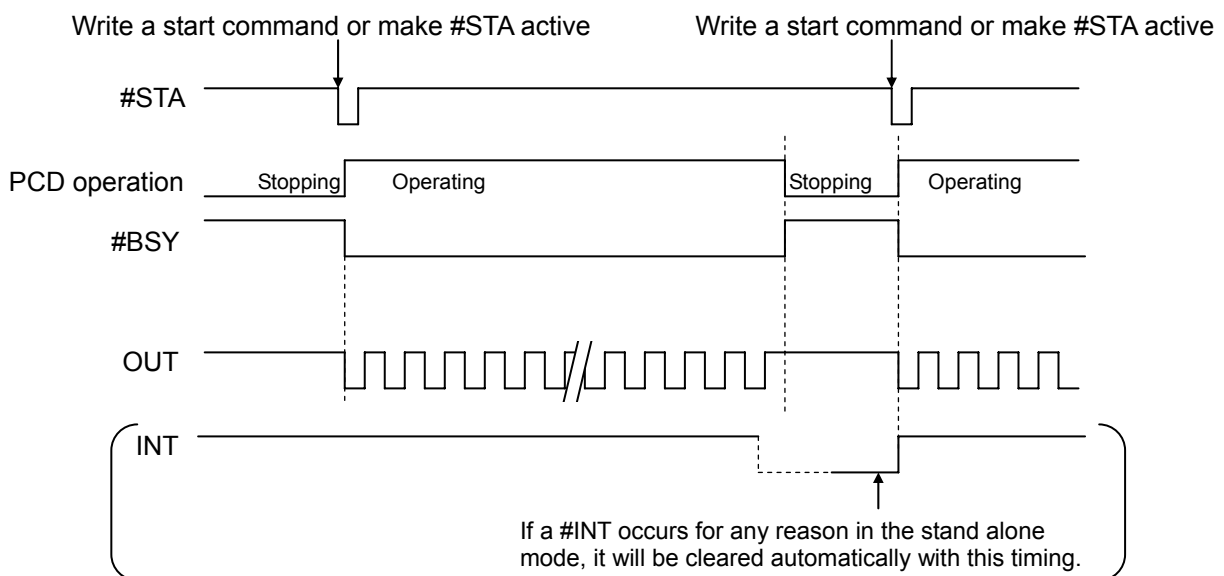 Write a start command or make #STA active
Write a start command or make #STA active
#STA
PCD operation
Stopping
Operating
Stopping
Operating
#BSY
OUT
INT
If a #INT occurs for any reason in the stand alone
mode, it will be cleared automatically with this timing.